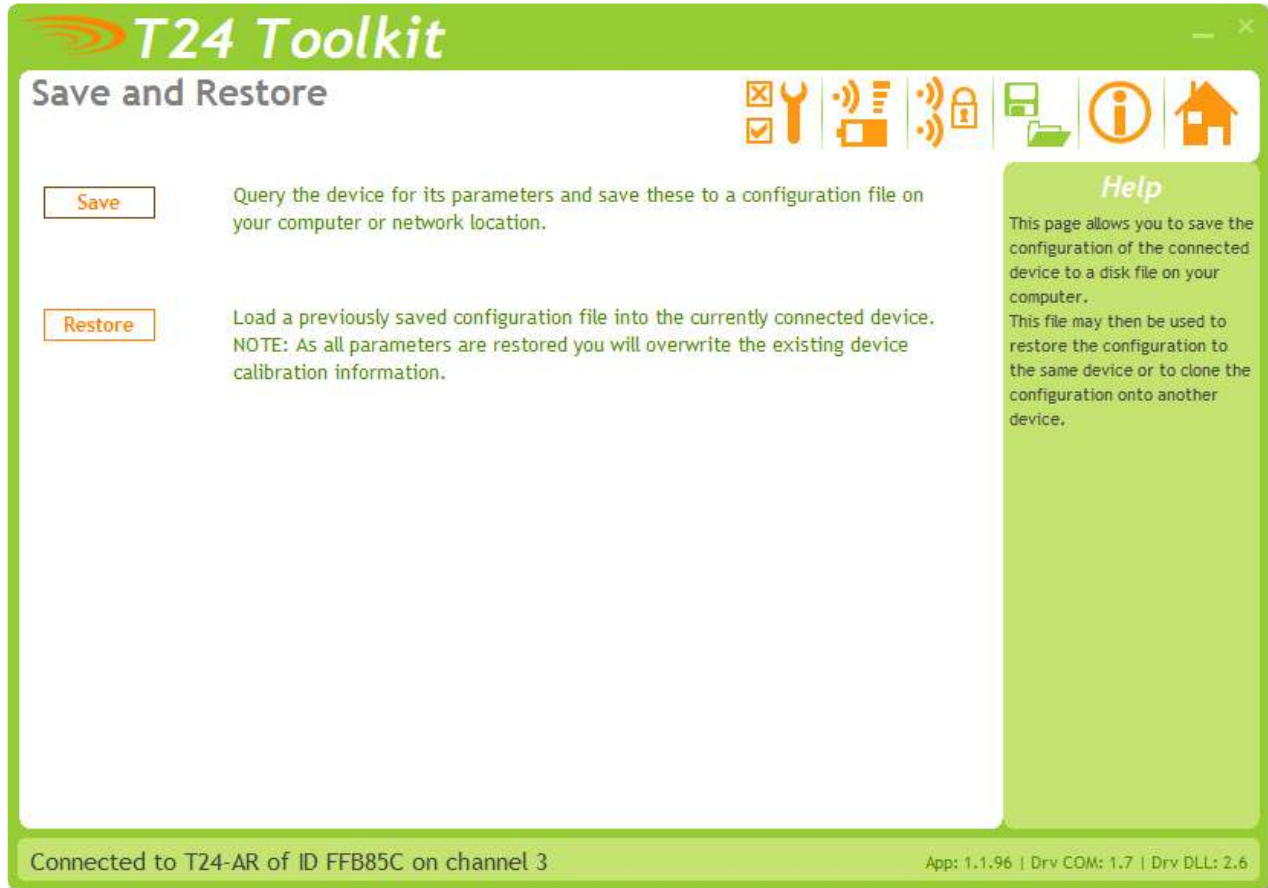 T24 Toolkit
Save and Restore
Save
Query the device for its parameters and save these to a configuration file on
your computer or network location.
Restore
Load a previously saved configuration file into the currently connected device.
NOTE: As all parameters are restored you will overwrite the existing device
calibration information.
Help
This page allows you to save the
configuration of the connected
device to a disk file on your
computer.
This file may then be used to
restore the configuration to
the same device or to clone the
configuration onto another
device.
Connected to T24-AR of ID FFB85C on channel 3
App: 1.1.96 | Drv COM: 1.7 | Drv DLL: 2.6